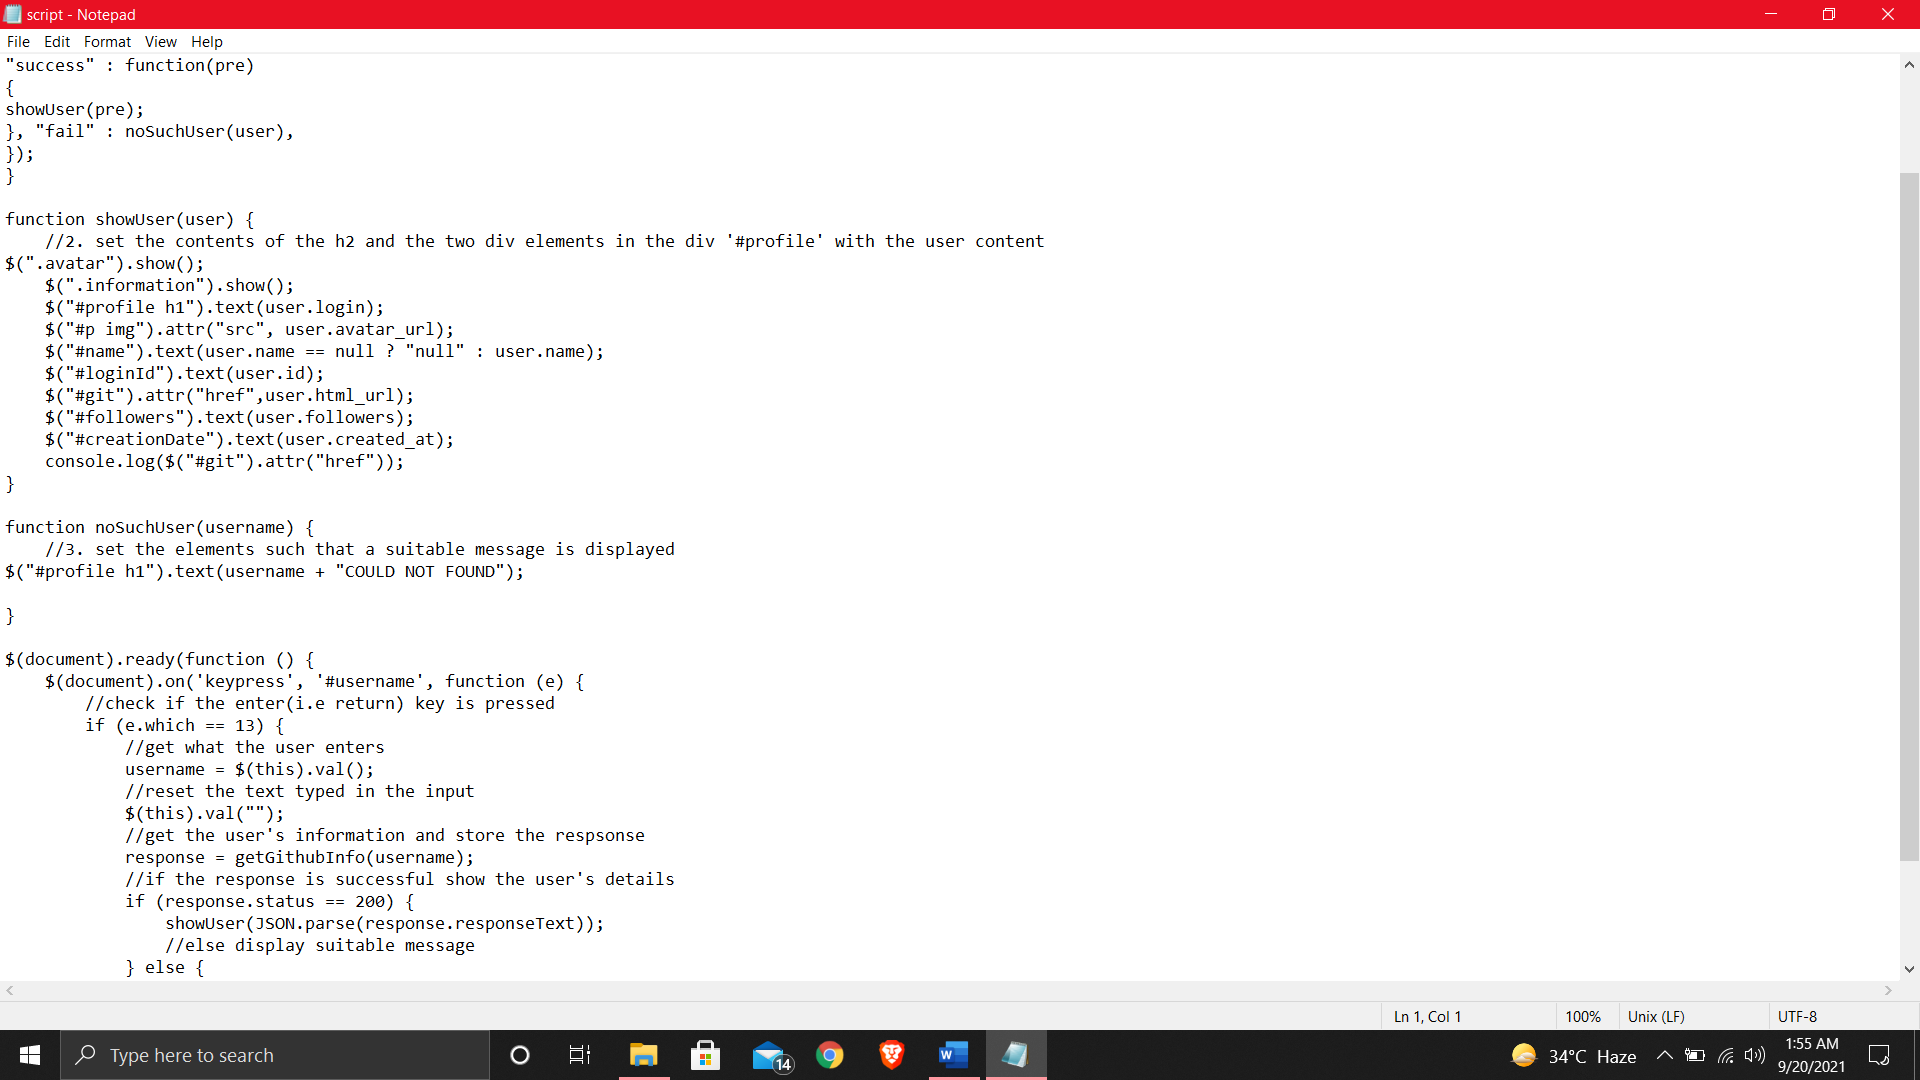 script - Notepad
File Edit Format View Help
"success" : function(pre)
{
showUser(pre);
}, "fail" : noSuchUser(user),
});
}
function showUser(user) {
    //2. set the contents of the h2 and the two div elements in the div '#profile' with the user content
$(".avatar").show();
    $(".information").show();
    $("#profile h1").text(user.login);
    $("#p img").attr("src", user.avatar_url);
    $("#name").text(user.name == null ? "null" : user.name);
    $("#loginId").text(user.id);
    $("#git").attr("href",user.html_url);
    $("#followers").text(user.followers);
    $("#creationDate").text(user.created_at);
    console.log($("#git").attr("href"));
}
function noSuchUser(username) {
    //3. set the elements such that a suitable message is displayed
$("#profile h1").text(username + "COULD NOT FOUND");
}
$(document).ready(function () {
    $(document).on('keypress', '#username', function (e) {
        //check if the enter(i.e return) key is pressed
        if (e.which == 13) {
            //get what the user enters
            username = $(this).val();
            //reset the text typed in the input
            $(this).val("");
            //get the user's information and store the respsonse
            response = getGithubInfo(username);
            //if the response is successful show the user's details
            if (response.status == 200) {
                showUser(JSON.parse(response.responseText));
                //else display suitable message
            } else {
Ln 1, Col 1 100% Unix (LF) UTF-8
Type here to search
14
W
34°C Haze
1:55 AM
9/20/2021